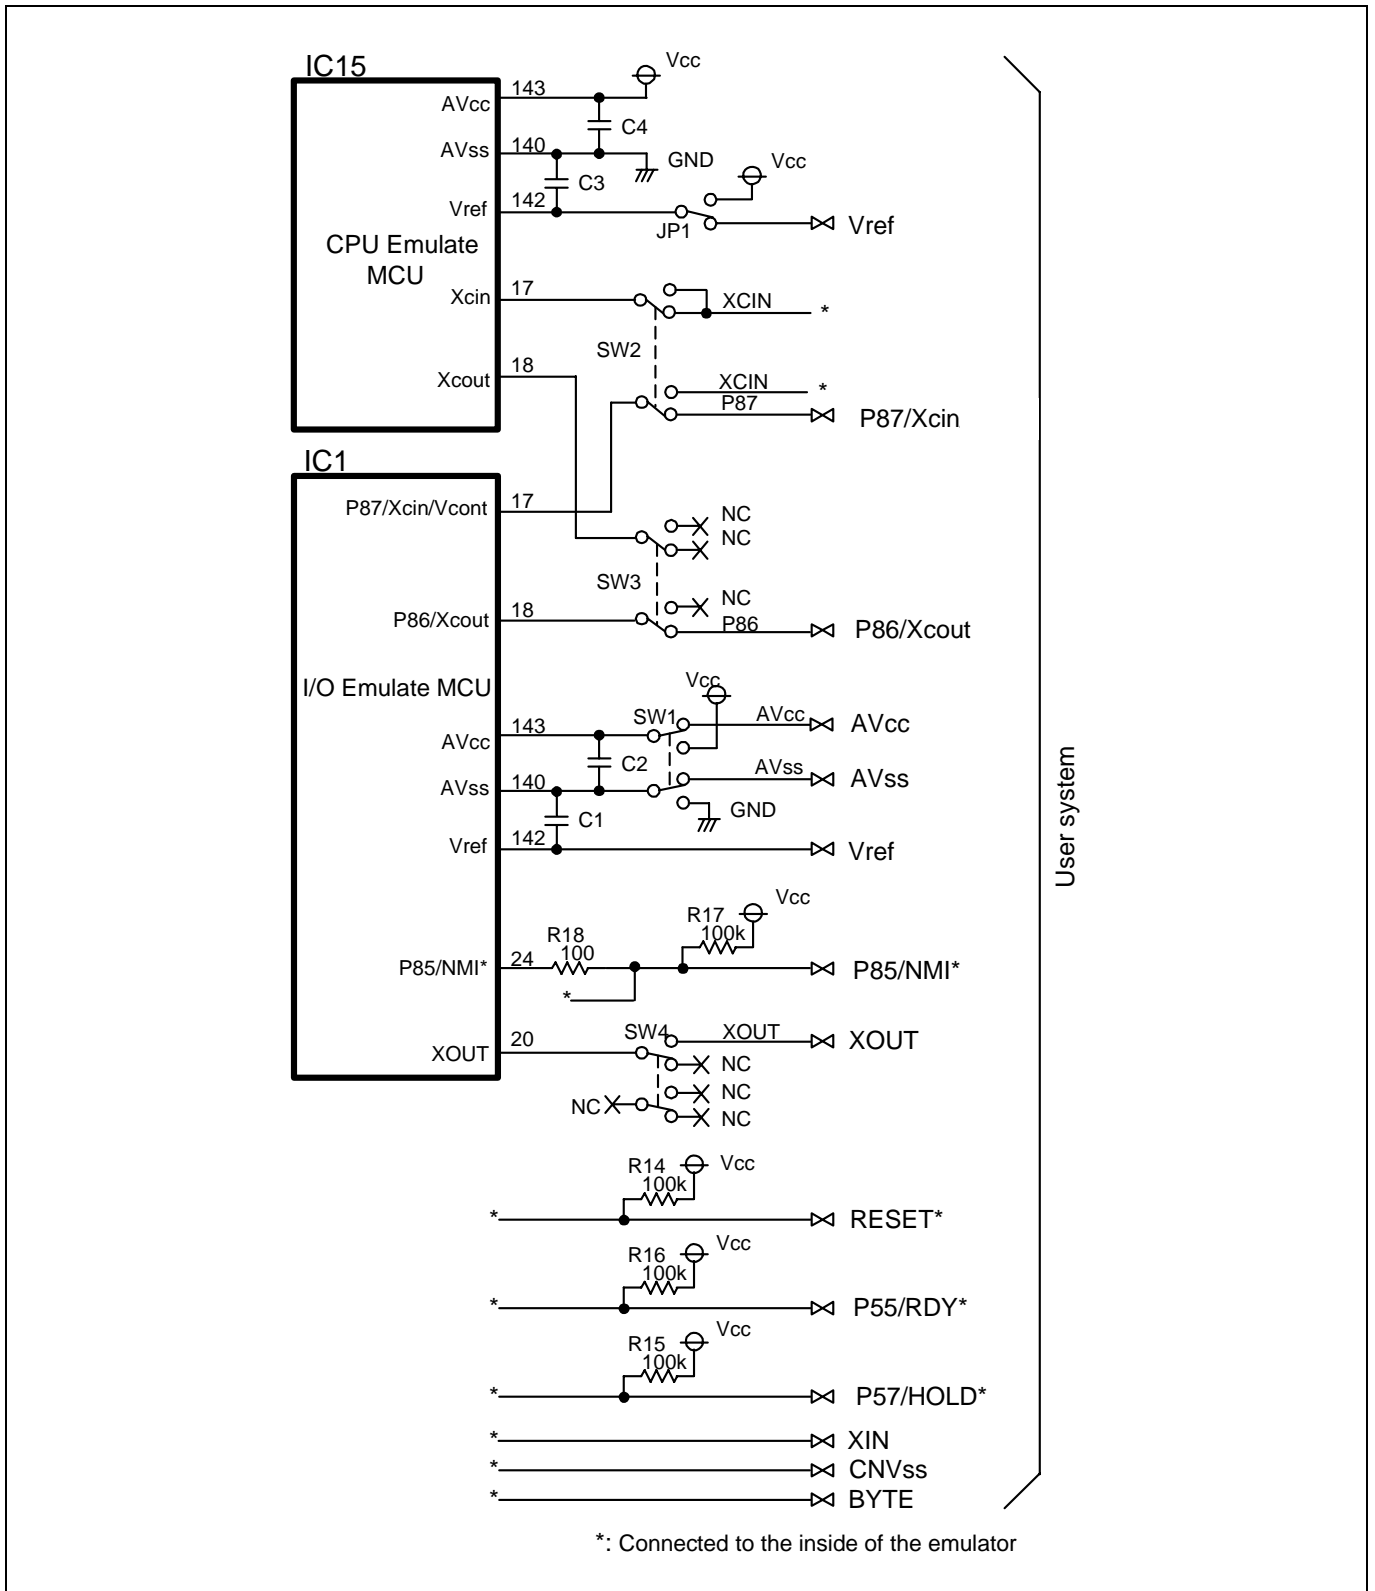 IC15
Vcc
AVcc 143
C4
AVss 140
GND
C3
Vcc
Vref 142
JP1
Vref
CPU Emulate
MCU
Xcin 17
XCIN *
SW2
Xcout 18
XCIN *
P87
P87/Xcin
IC1
P87/Xcin/Vcont 17
NC
NC
SW3
NC
P86/Xcout 18
P86
P86/Xcout
I/O Emulate MCU
Vcc
SW1
AVcc
AVcc
AVcc 143
C2
AVss
AVss
AVss 140
GND
C1
Vref 142
Vref
Vcc
R17
100k
R18
100
P85/NMI* 24
P85/NMI*
*
SW4
XOUT
XOUT
XOUT 20
NC
NC
NC
NC
R14
100k
Vcc
* RESET*
R16
100k
Vcc
* P55/RDY*
R15
100k
Vcc
* P57/HOLD*
* XIN
* CNVss
* BYTE
User system
*: Connected to the inside of the emulator